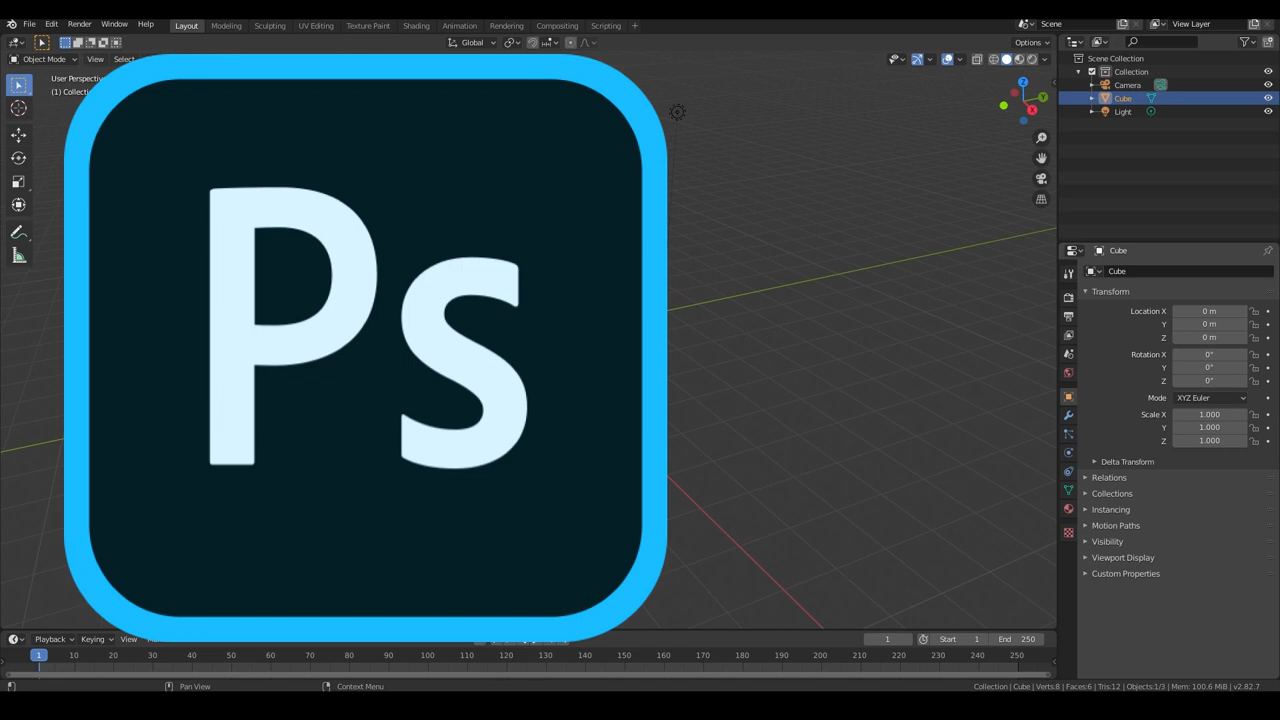 File Edit Render Window Help Layout Modeling Sculpting UV Editing Texture Paint Shading Animation Rendering Compositing Scripting + Scene View Layer
Global Options
Object Mode View Select
User Perspective
(1) Collection
Z
Y
X
Ps
Scene Collection
Collection
Camera
Cube
Light
Cube
Cube
Transform
Location X 0 m
Y 0 m
Z 0 m
Rotation X 0°
Y 0°
Z 0°
Mode XYZ Euler
Scale X 1.000
Y 1.000
Z 1.000
Delta Transform
Relations
Collections
Instancing
Motion Paths
Visibility
Viewport Display
Custom Properties
Playback Keying View 1 Start 1 End 250
1 10 20 30 40 50 60 70 80 90 100 110 120 130 140 150 160 170 180 190 200 210 220 230 240 250
Pan View Context Menu Collection | Cube | Verts:8 | Faces:6 | Tris:12 | Objects:1/3 | Mem: 100.6 MiB | v2.82.7